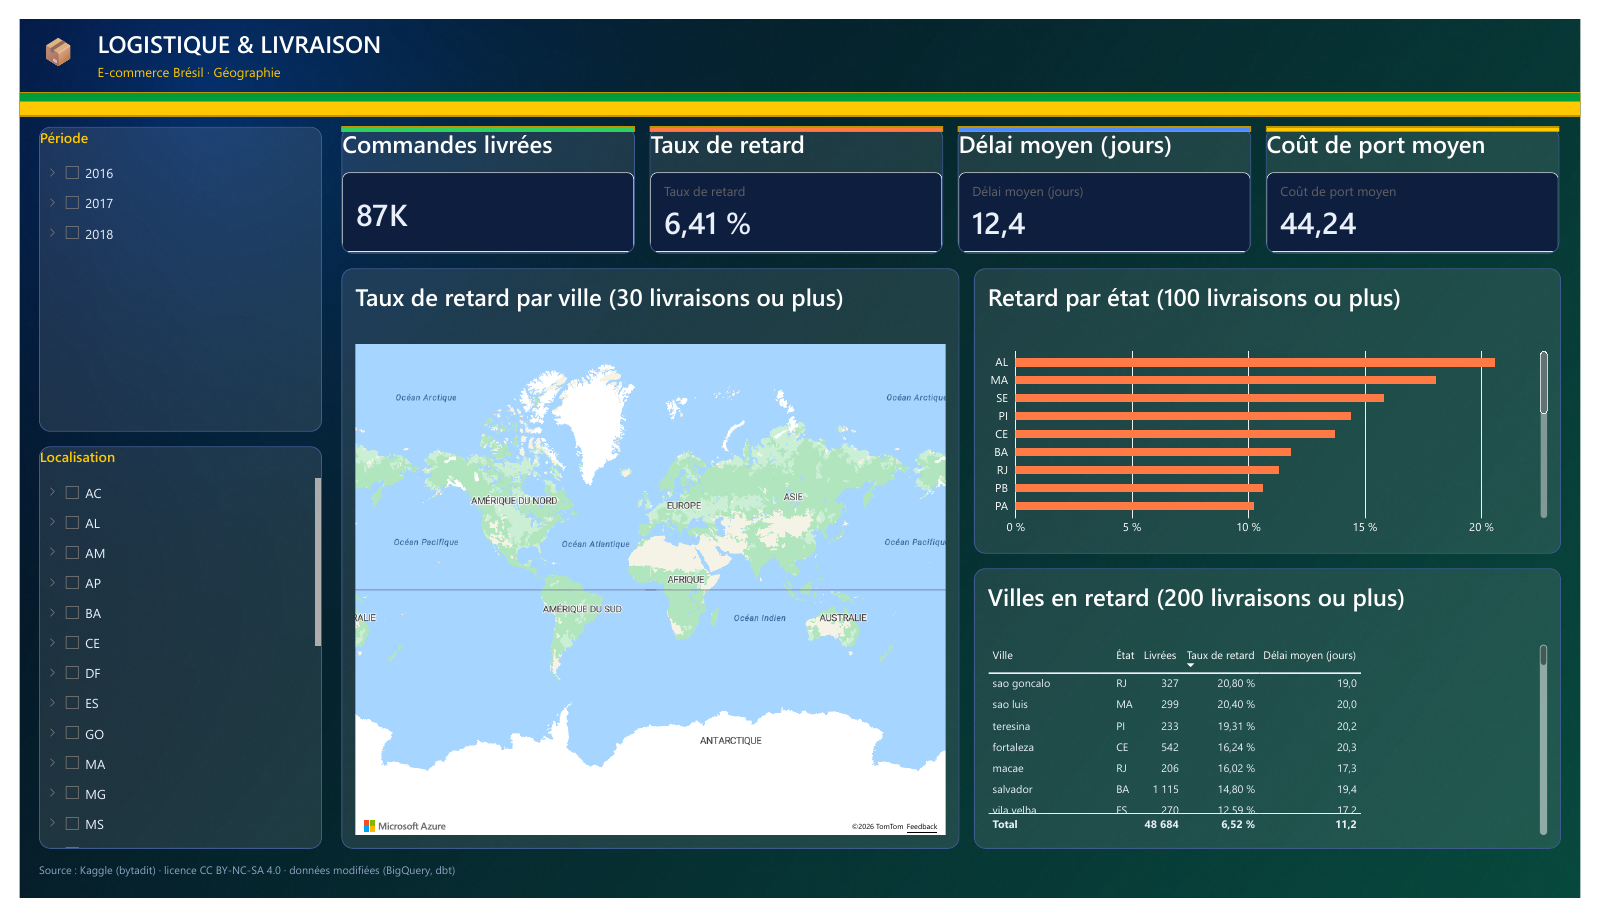 LOGISTIQUE & LIVRAISON
E-commerce Brésil · Géographie
Période
2016
2017
2018
Localisation
AC
AL
AM
AP
BA
CE
DF
ES
GO
MA
MG
MS
Commandes livrées
87K
Taux de retard
Taux de retard
6,41 %
Délai moyen (jours)
Délai moyen (jours)
12,4
Coût de port moyen
Coût de port moyen
44,24
Taux de retard par ville (30 livraisons ou plus)
Océan Arctique
Océan Arctique
AMÉRIQUE DU NORD
EUROPE
ASIE
Océan Pacifique
Océan Atlantique
Océan Pacifiqu
AFRIQUE
AMÉRIQUE DU SUD
RALIE
Océan Indien
AUSTRALIE
ANTARCTIQUE
Microsoft Azure
©2026 TomTom Feedback
Retard par état (100 livraisons ou plus)
AL
MA
SE
PI
CE
BA
RJ
PB
PA
0 % 5 % 10 % 15 % 20 %
Villes en retard (200 livraisons ou plus)
Ville État Livrées Taux de retard Délai moyen (jours)
sao goncalo RJ 327 20,80 % 19,0
sao luis MA 299 20,40 % 20,0
teresina PI 233 19,31 % 20,2
fortaleza CE 542 16,24 % 20,3
macae RJ 206 16,02 % 17,3
salvador BA 1 115 14,80 % 19,4
vila velha ES 270 12,59 % 17,2
Total 48 684 6,52 % 11,2
Source : Kaggle (bytadit) · licence CC BY-NC-SA 4.0 · données modifiées (BigQuery, dbt)